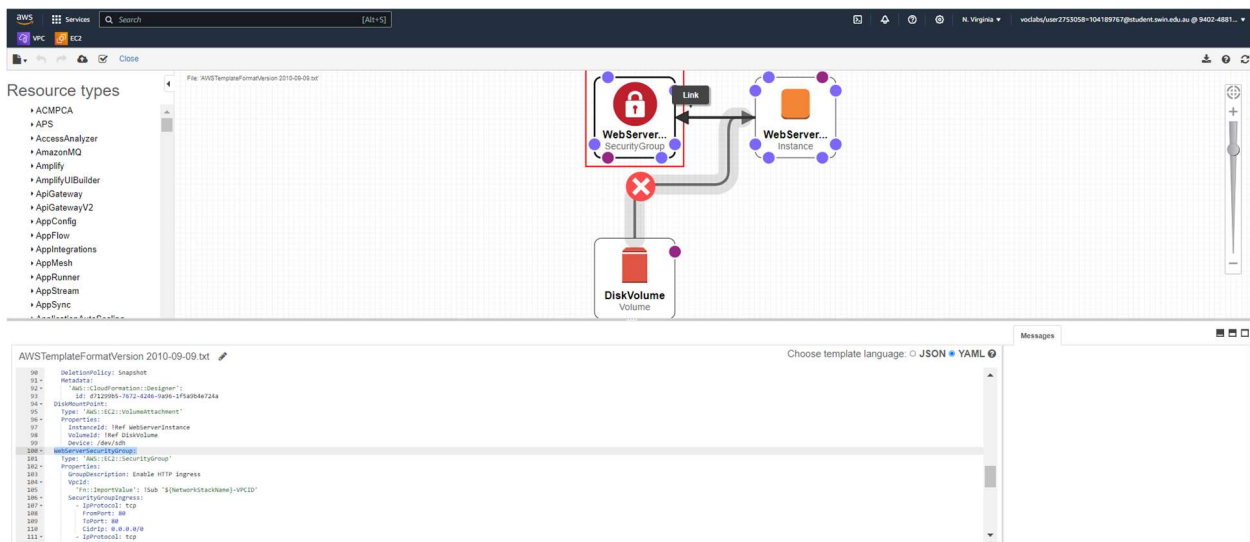 aws Services Search [Alt+S] N. Virginia voclabs/user2753058=104189767@student.swin.edu.au @ 9402-4881...
VPC EC2
Close
File: 'AWSTemplateFormatVersion 2010-09-09.txt'
Resource types
ACMPCA
APS
AccessAnalyzer
AmazonMQ
Amplify
AmplifyUIBuilder
ApiGateway
ApiGatewayV2
AppConfig
AppFlow
AppIntegrations
AppMesh
AppRunner
AppStream
AppSync
ApplicationAutoScaling
Link
WebServer...
SecurityGroup
WebServer...
Instance
DiskVolume
Volume
Messages
AWSTemplateFormatVersion 2010-09-09.txt
Choose template language: JSON YAML
90 DeletionPolicy: Snapshot
91 Metadata:
92 'AWS::CloudFormation::Designer':
93 id: d71299b5-7672-4246-9a96-1f5a9b4e724a
94 DiskMountPoint:
95 Type: 'AWS::EC2::VolumeAttachment'
96 Properties:
97 InstanceId: !Ref WebServerInstance
98 VolumeId: !Ref DiskVolume
99 Device: /dev/sdh
100 WebServerSecurityGroup:
101 Type: 'AWS::EC2::SecurityGroup'
102 Properties:
103 GroupDescription: Enable HTTP ingress
104 VpcId:
105 'Fn::ImportValue': !Sub '${NetworkStackName}-VPCID'
106 SecurityGroupIngress:
107 - IpProtocol: tcp
108 FromPort: 80
109 ToPort: 80
110 CidrIp: 0.0.0.0/0
111 - IpProtocol: tcp